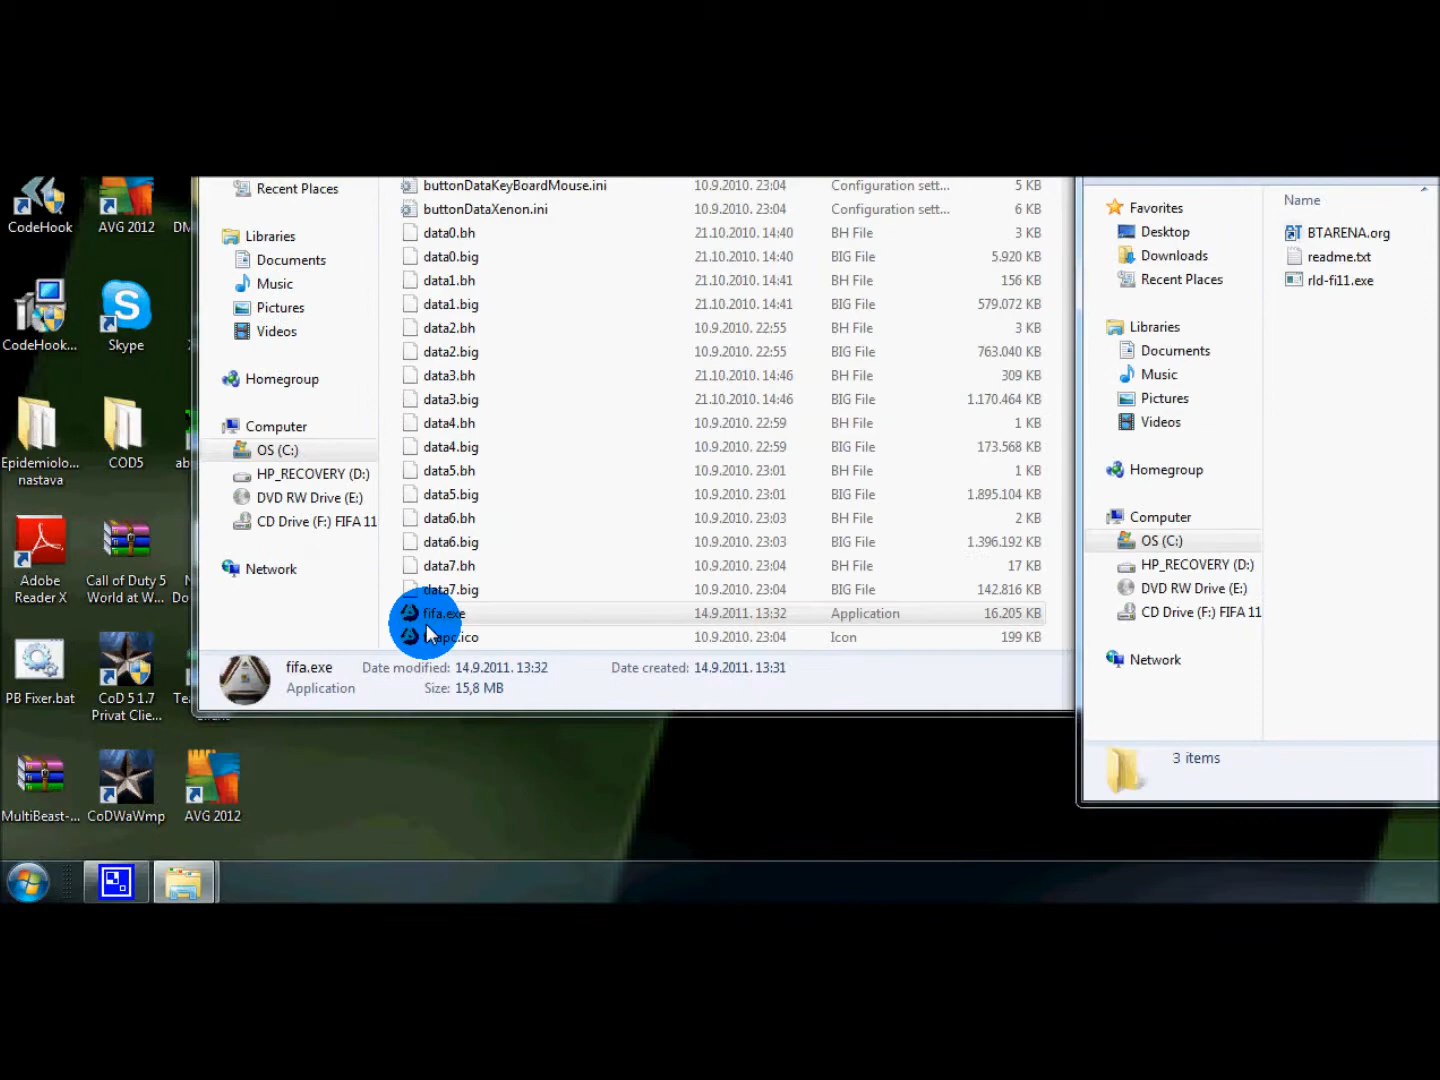 CodeHook
AVG 2012
DM
CodeHook...
Skype
Epidemiolo...
nastava
COD5
ab
Adobe
Reader X
Call of Duty 5
World at W...
N
Do
PB Fixer.bat
CoD 5 1.7
Privat Clie...
Tea
MultiBeast-...
CoDWaWmp
AVG 2012
Recent Places
Libraries
Documents
Music
Pictures
Videos
Homegroup
Computer
OS (C:)
HP_RECOVERY (D:)
DVD RW Drive (E:)
CD Drive (F:) FIFA 11
Network
buttonDataKeyBoardMouse.ini 10.9.2010. 23:04 Configuration sett... 5 KB
buttonDataXenon.ini 10.9.2010. 23:04 Configuration sett... 6 KB
data0.bh 21.10.2010. 14:40 BH File 3 KB
data0.big 21.10.2010. 14:40 BIG File 5.920 KB
data1.bh 21.10.2010. 14:41 BH File 156 KB
data1.big 21.10.2010. 14:41 BIG File 579.072 KB
data2.bh 10.9.2010. 22:55 BH File 3 KB
data2.big 10.9.2010. 22:55 BIG File 763.040 KB
data3.bh 21.10.2010. 14:46 BH File 309 KB
data3.big 21.10.2010. 14:46 BIG File 1.170.464 KB
data4.bh 10.9.2010. 22:59 BH File 1 KB
data4.big 10.9.2010. 22:59 BIG File 173.568 KB
data5.bh 10.9.2010. 23:01 BH File 1 KB
data5.big 10.9.2010. 23:01 BIG File 1.895.104 KB
data6.bh 10.9.2010. 23:03 BH File 2 KB
data6.big 10.9.2010. 23:03 BIG File 1.396.192 KB
data7.bh 10.9.2010. 23:04 BH File 17 KB
data7.big 10.9.2010. 23:04 BIG File 142.816 KB
fifa.exe 14.9.2011. 13:32 Application 16.205 KB
pc.ico 10.9.2010. 23:04 Icon 199 KB
fifa.exe Date modified: 14.9.2011. 13:32 Date created: 14.9.2011. 13:31
Application Size: 15,8 MB
Favorites
Desktop
Downloads
Recent Places
Libraries
Documents
Music
Pictures
Videos
Homegroup
Computer
OS (C:)
HP_RECOVERY (D:)
DVD RW Drive (E:)
CD Drive (F:) FIFA 11
Network
Name
BTARENA.org
readme.txt
rld-fi11.exe
3 items